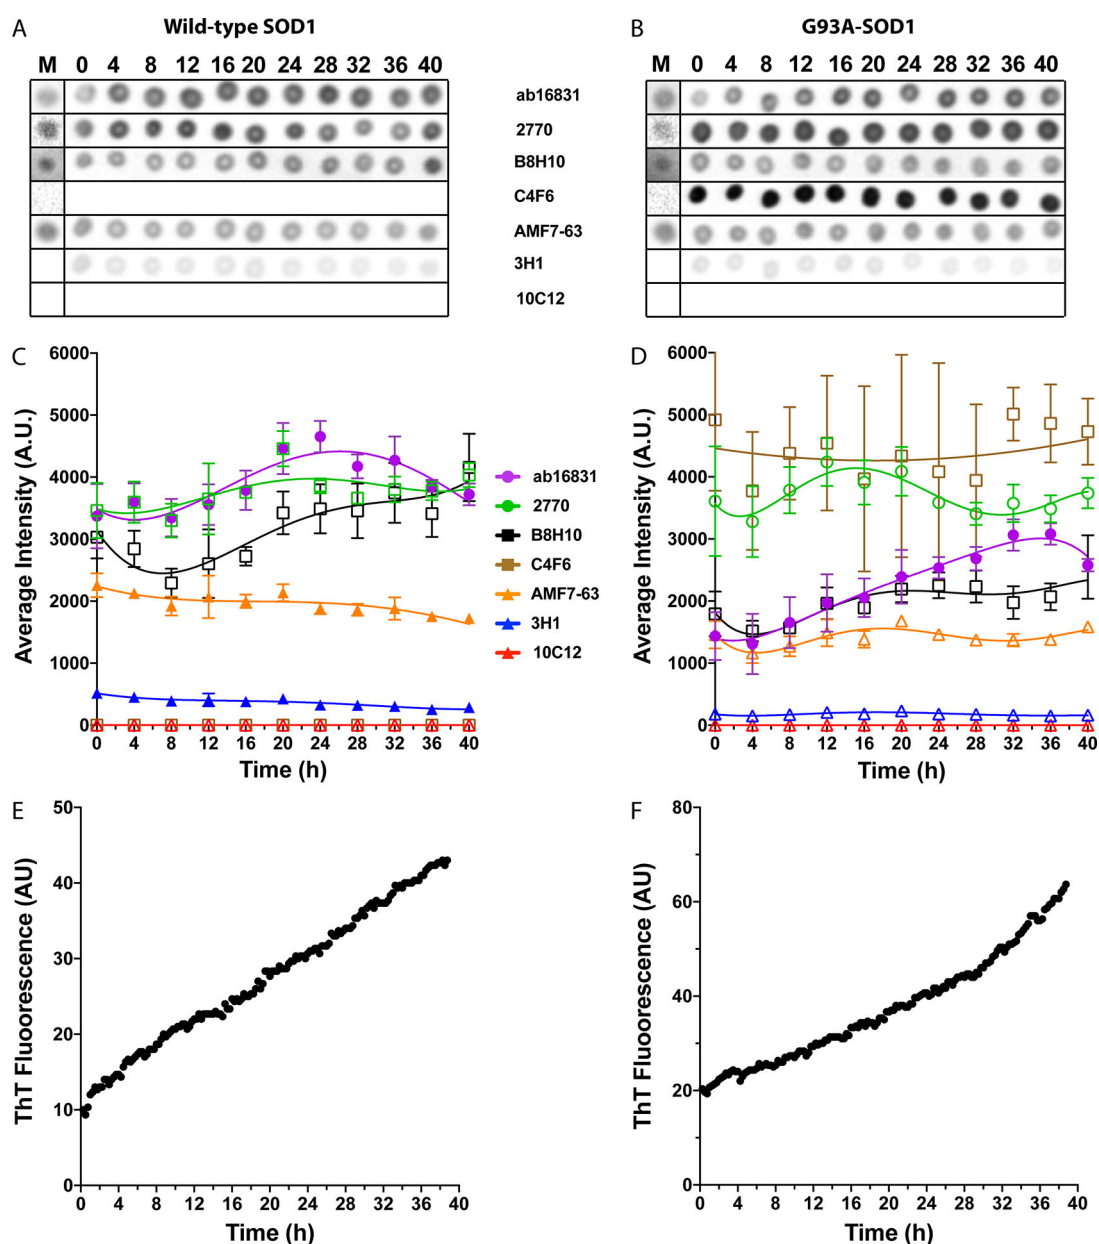 A
Wild-type SOD1
B
G93A-SOD1
M 0 4 8 12 16 20 24 28 32 36 40
M 0 4 8 12 16 20 24 28 32 36 40
ab16831
2770
B8H10
C4F6
AMF7-63
3H1
10C12
C
6000
5000
4000
3000
2000
1000
0
Average Intensity (A.U.)
0 4 8 12 16 20 24 28 32 36 40
Time (h)
ab16831
2770
B8H10
C4F6
AMF7-63
3H1
10C12
D
6000
5000
4000
3000
2000
1000
0
Average Intensity (A.U.)
0 4 8 12 16 20 24 28 32 36 40
Time (h)
E
50
40
30
20
10
0
ThT Fluorescence (AU)
0 4 8 12 16 20 24 28 32 36 40
Time (h)
F
80
60
40
20
0
ThT Fluorescence (AU)
0 4 8 12 16 20 24 28 32 36 40
Time (h)